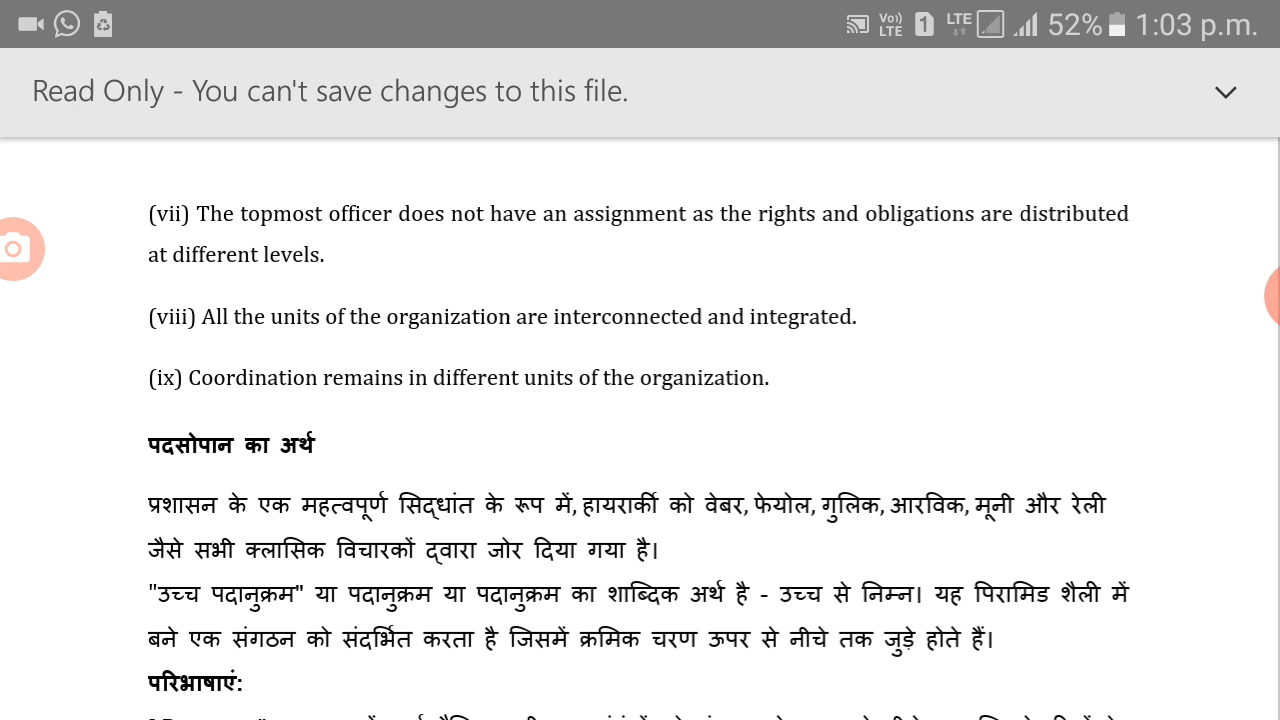 Vo)) LTE 1 LTE 52% 1:03 p.m.
Read Only - You can't save changes to this file.
(vii) The topmost officer does not have an assignment as the rights and obligations are distributed
at different levels.
(viii) All the units of the organization are interconnected and integrated.
(ix) Coordination remains in different units of the organization.
पदसोपान का अर्थ
प्रशासन के एक महत्वपूर्ण सिद्धांत के रूप में, हायरार्की को वेबर, फेयोल, गुलिक, आरविक, मूनी और रेली
जैसे सभी क्लासिक विचारकों द्वारा जोर दिया गया है।
"उच्च पदानुक्रम" या पदानुक्रम या पदानुक्रम का शाब्दिक अर्थ है - उच्च से निम्न। यह पिरामिड शैली में
बने एक संगठन को संदर्भित करता है जिसमें क्रमिक चरण ऊपर से नीचे तक जुड़े होते हैं।
परिभाषाएं: